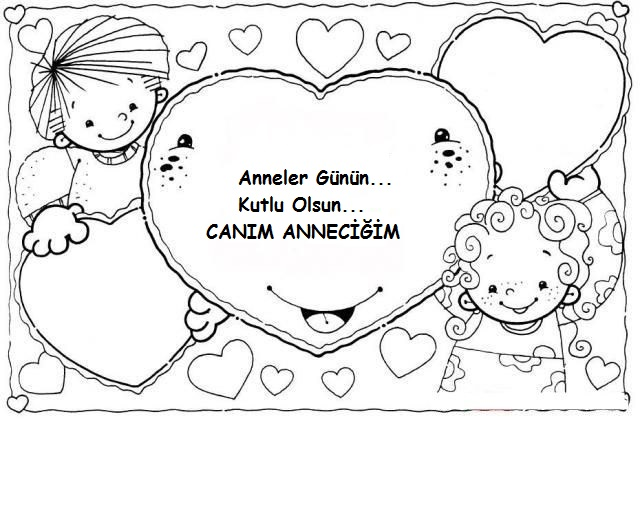 Anneler Günün...
Kutlu Olsun...
CANIM ANNECİĞİM